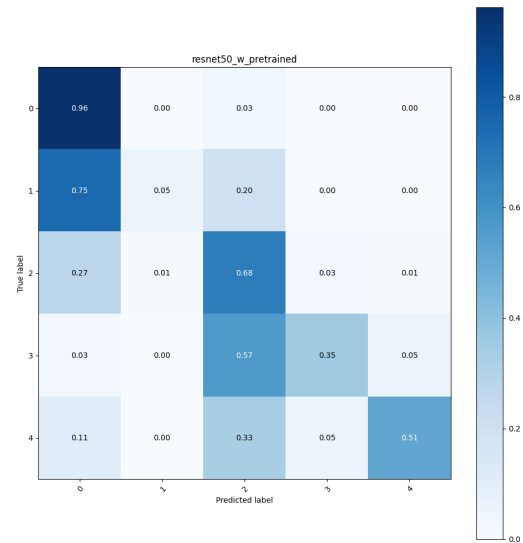 resnet50_w_pretrained
True label
0 0.96 0.00 0.03 0.00 0.00
1 0.75 0.05 0.20 0.00 0.00
2 0.27 0.01 0.68 0.03 0.01
3 0.03 0.00 0.57 0.35 0.05
4 0.11 0.00 0.33 0.05 0.51
0 1 2 3 4
Predicted label
0.8
0.6
0.4
0.2
0.0